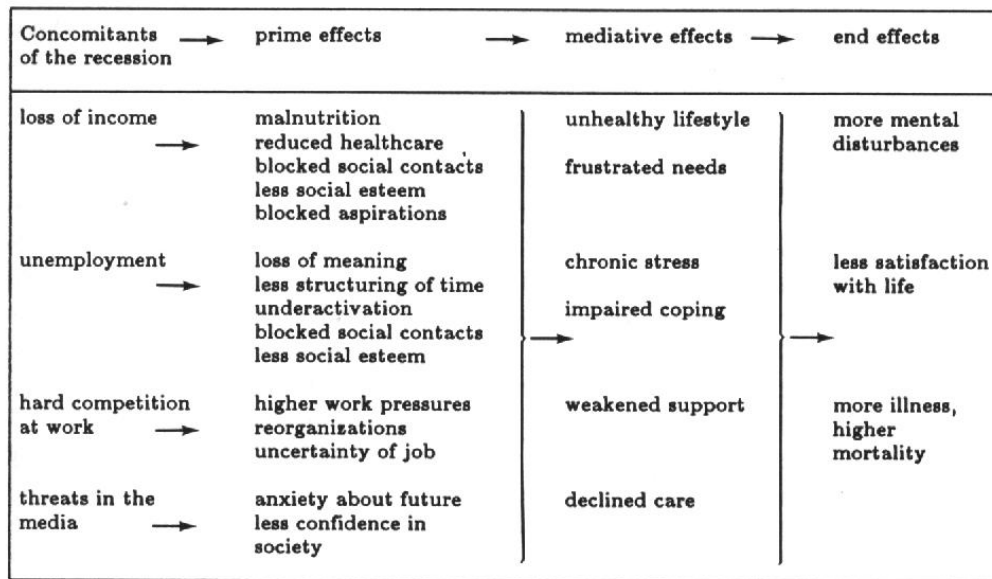 Concomitants → prime effects → mediative effects → end effects
of the recession
loss of income → malnutrition
reduced healthcare
blocked social contacts
less social esteem
blocked aspirations
unemployment → loss of meaning
less structuring of time
underactivation
blocked social contacts
less social esteem
hard competition
at work → higher work pressures
reorganizations
uncertainty of job
threats in the
media → anxiety about future
less confidence in
society
→
unhealthy lifestyle
frustrated needs
chronic stress
impaired coping
weakened support
declined care
→
more mental
disturbances
less satisfaction
with life
more illness,
higher
mortality